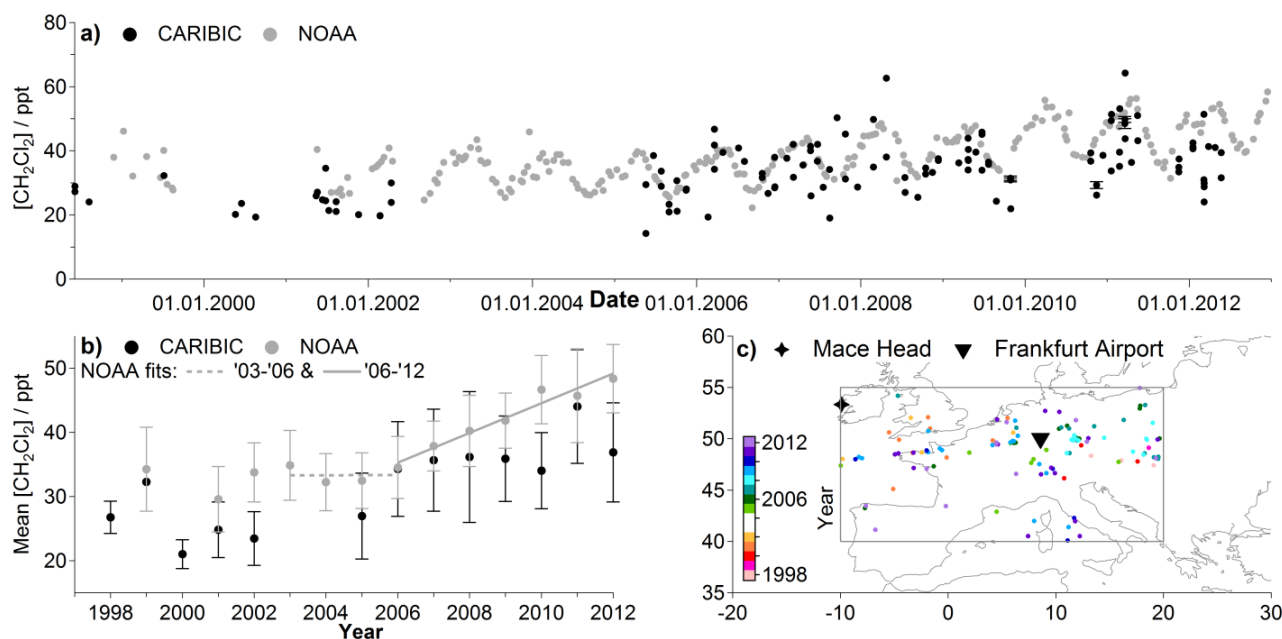 a) CARIBIC NOAA
[CH2Cl2] / ppt
80
60
40
20
0
01.01.2000 01.01.2002 01.01.2004 01.01.2006 01.01.2008 01.01.2010 01.01.2012
Date
b) CARIBIC NOAA
NOAA fits: '03-'06 & '06-'12
Mean [CH2Cl2] / ppt
50
40
30
20
1998 2000 2002 2004 2006 2008 2010 2012
Year
c) Mace Head Frankfurt Airport
60
55
50
45
40
35
Year
2012
2006
1998
-20 -10 0 10 20 30